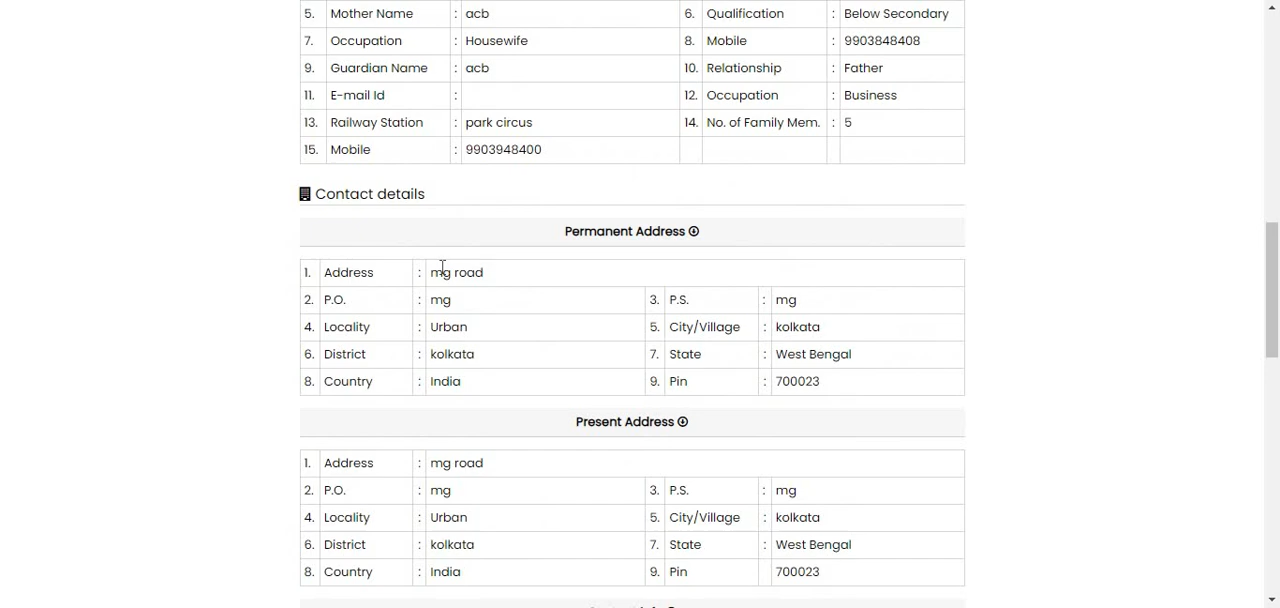 5. Mother Name : acb 6. Qualification : Below Secondary
7. Occupation : Housewife 8. Mobile : 9903848408
9. Guardian Name : acb 10. Relationship : Father
11. E-mail Id : 12. Occupation : Business
13. Railway Station : park circus 14. No. of Family Mem. : 5
15. Mobile : 9903948400
Contact details
Permanent Address
1. Address : mg road
2. P.O. : mg 3. P.S. : mg
4. Locality : Urban 5. City/Village : kolkata
6. District : kolkata 7. State : West Bengal
8. Country : India 9. Pin : 700023
Present Address
1. Address : mg road
2. P.O. : mg 3. P.S. : mg
4. Locality : Urban 5. City/Village : kolkata
6. District : kolkata 7. State : West Bengal
8. Country : India 9. Pin 700023